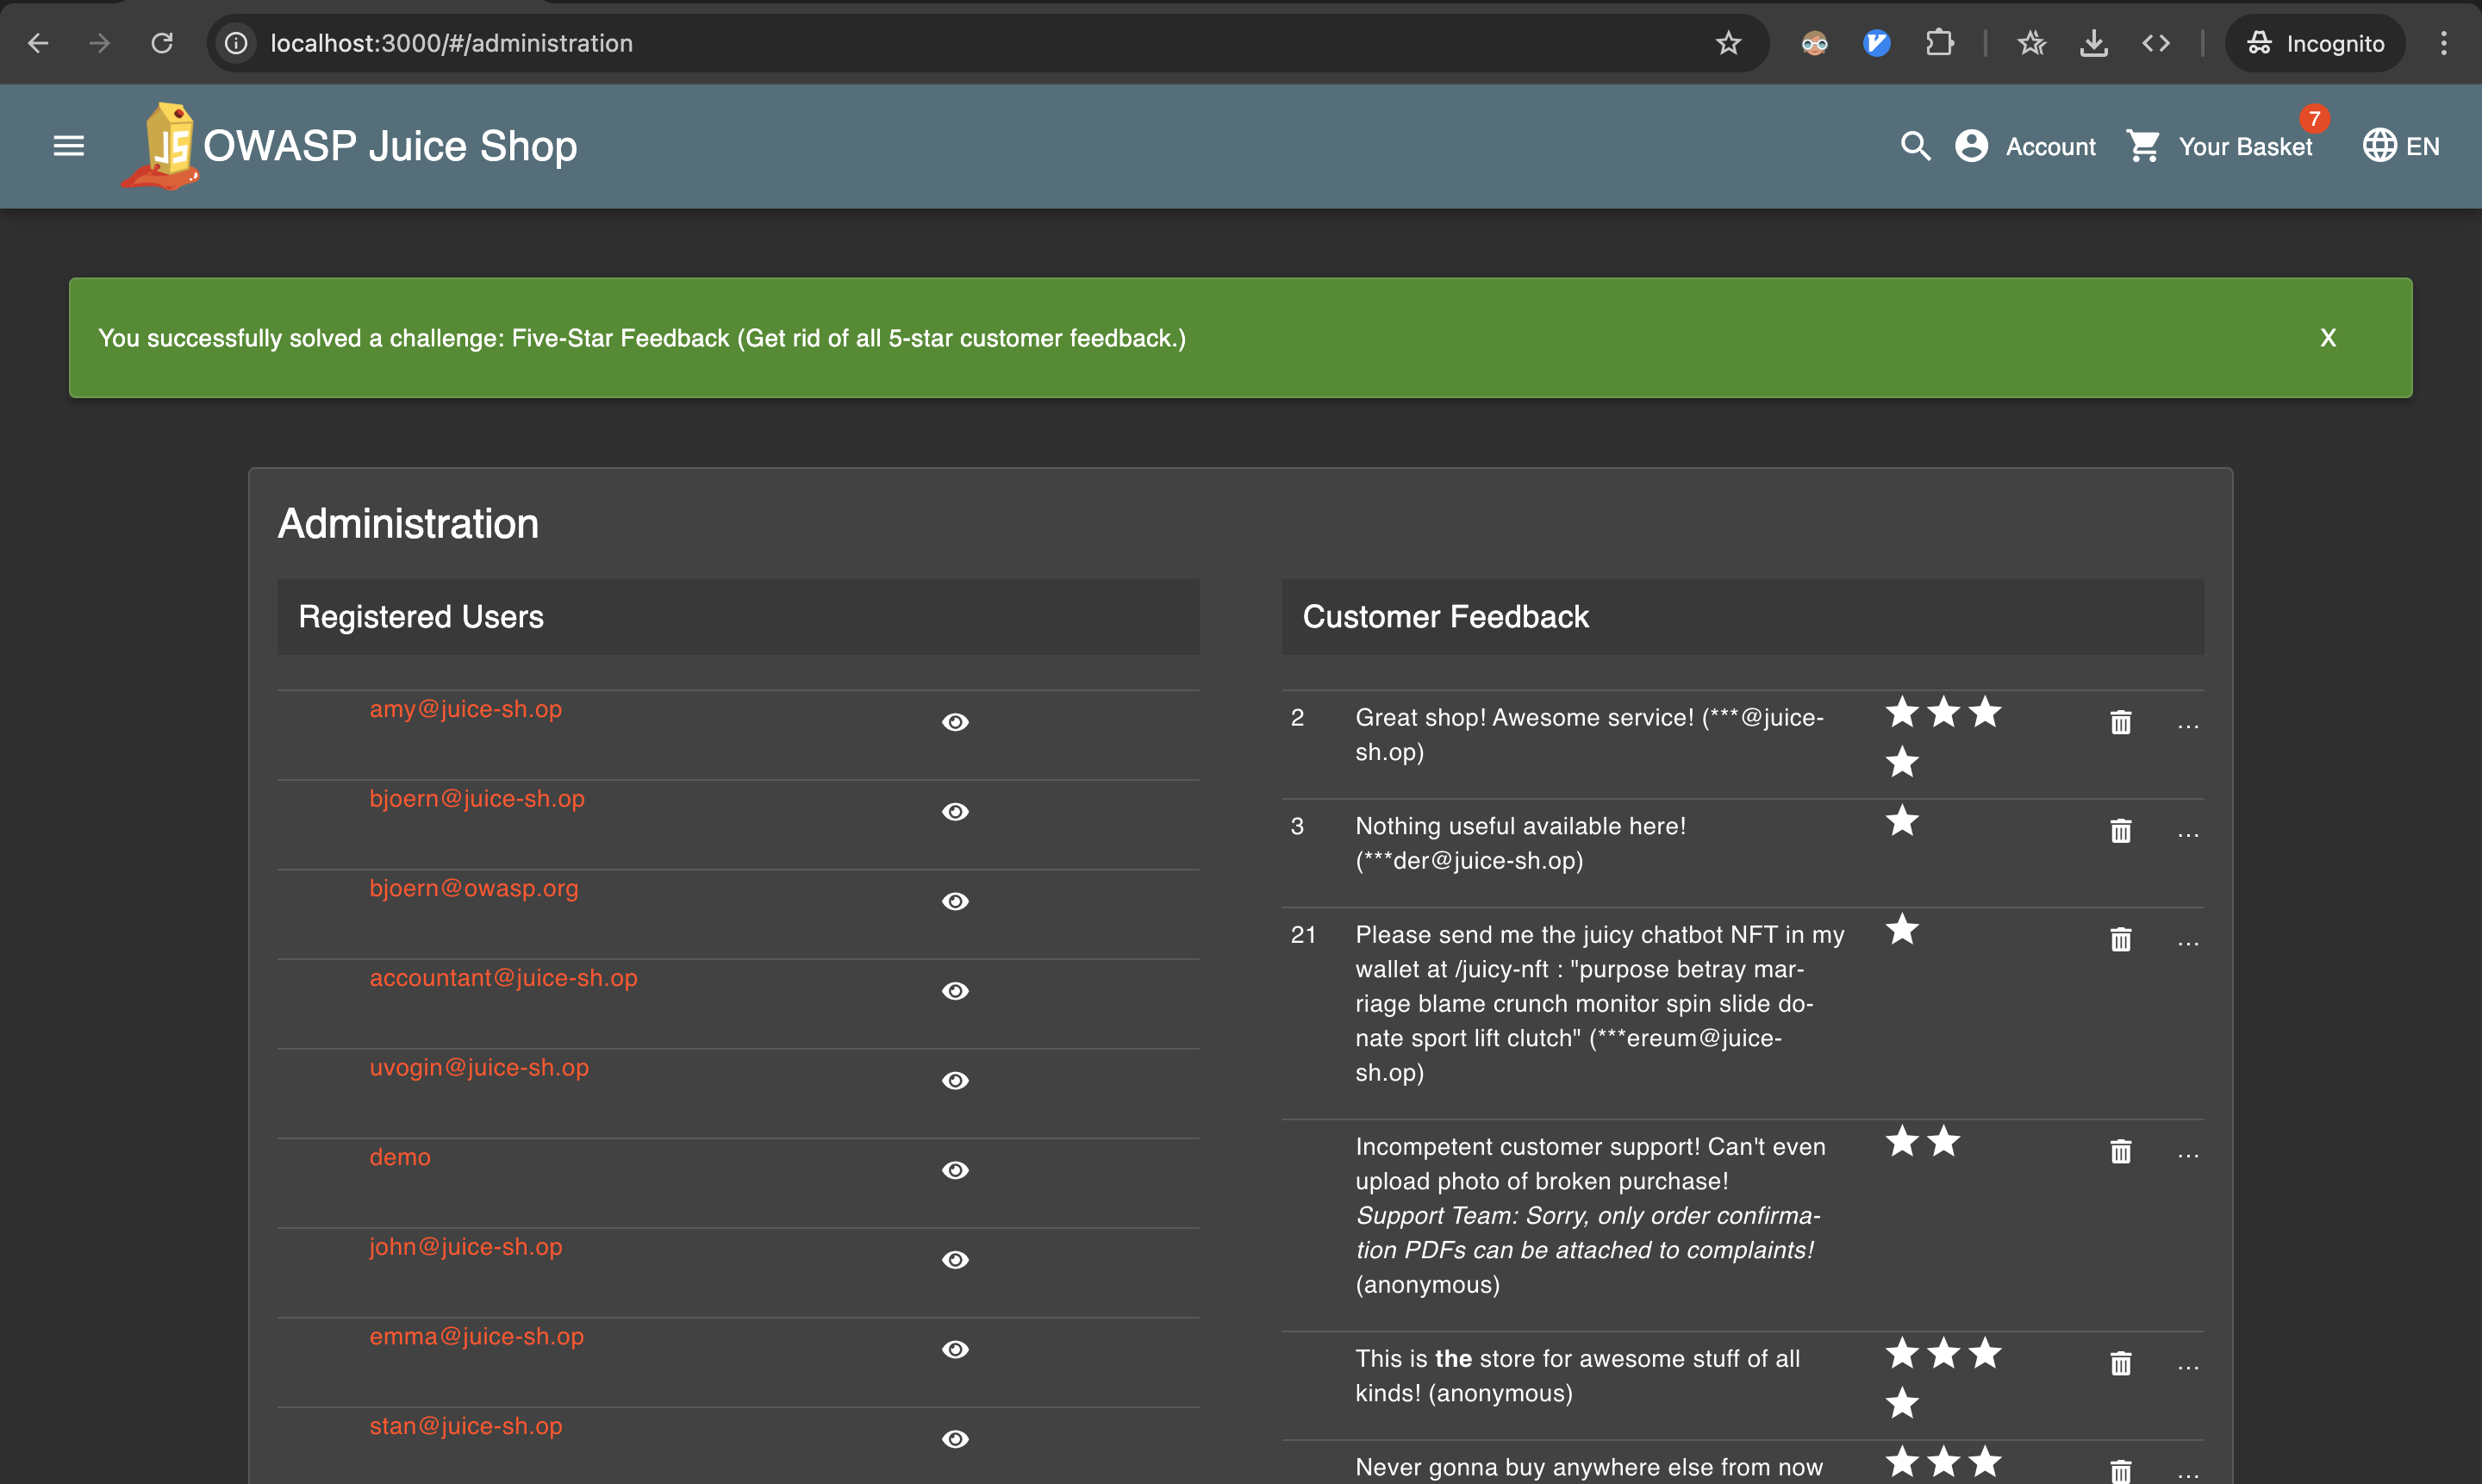 localhost:3000/#/administration
Incognito
JS
OWASP Juice Shop
Account
Your Basket
7
EN
You successfully solved a challenge: Five-Star Feedback (Get rid of all 5-star customer feedback.)
X
Administration
Registered Users
amy@juice-sh.op
bjoern@juice-sh.op
bjoern@owasp.org
accountant@juice-sh.op
uvogin@juice-sh.op
demo
john@juice-sh.op
emma@juice-sh.op
stan@juice-sh.op
Customer Feedback
2 Great shop! Awesome service! (***@juice-
sh.op)
...
3 Nothing useful available here!
(***der@juice-sh.op)
...
21 Please send me the juicy chatbot NFT in my
wallet at /juicy-nft : "purpose betray mar-
riage blame crunch monitor spin slide do-
nate sport lift clutch" (***ereum@juice-
sh.op)
...
Incompetent customer support! Can't even
upload photo of broken purchase!
Support Team: Sorry, only order confirma-
tion PDFs can be attached to complaints!
(anonymous)
...
This is the store for awesome stuff of all
kinds! (anonymous)
...
Never gonna buy anywhere else from now
...